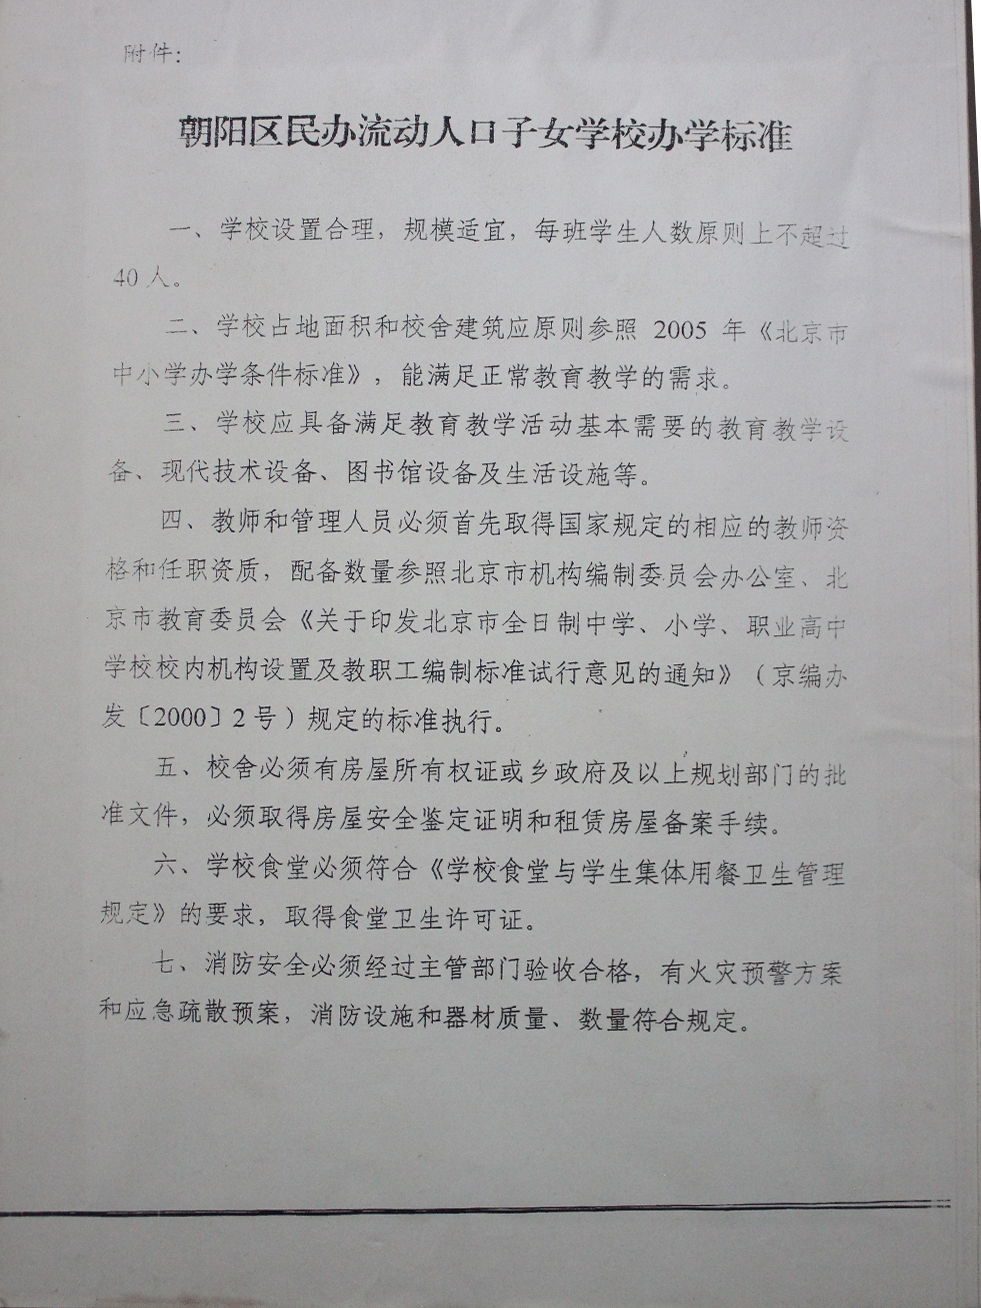 附件：
朝阳区民办流动人口子女学校办学标准
一、学校设置合理，规模适宜，每班学生人数原则上不超过
40人。
二、学校占地面积和校舍建筑应原则参照 2005 年《北京市
中小学办学条件标准》，能满足正常教育教学的需求。
三、学校应具备满足教育教学活动基本需要的教育教学设
备、现代技术设备、图书馆设备及生活设施等。
四、教师和管理人员必须首先取得国家规定的相应的教师资
格和任职资质，配备数量参照北京市机构编制委员会办公室、北
京市教育委员会《关于印发北京市全日制中学、小学、职业高中
学校校内机构设置及教职工编制标准试行意见的通知》（京编办
发〔2000〕2号）规定的标准执行。
五、校舍必须有房屋所有权证或乡政府及以上规划部门的批
准文件，必须取得房屋安全鉴定证明和租赁房屋备案手续。
六、学校食堂必须符合《学校食堂与学生集体用餐卫生管理
规定》的要求，取得食堂卫生许可证。
七、消防安全必须经过主管部门验收合格，有火灾预警方案
和应急疏散预案，消防设施和器材质量、数量符合规定。